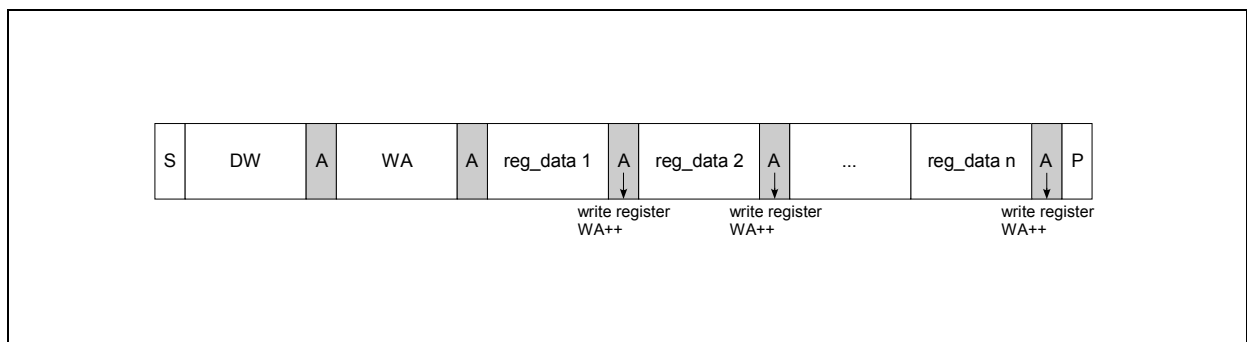 S DW A WA A reg_data 1 A reg_data 2 A ... reg_data n A P
write register write register write register
WA++ WA++ WA++